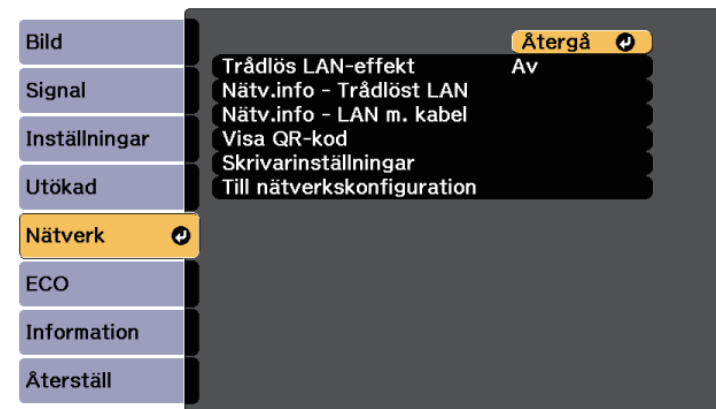 Bild
Signal
Inställningar
Utökad
Nätverk
ECO
Information
Återställ
Återgå
Trådlös LAN-effekt Av
Nätv.info - Trådlöst LAN
Nätv.info - LAN m. kabel
Visa QR-kod
Skrivarinställningar
Till nätverkskonfiguration